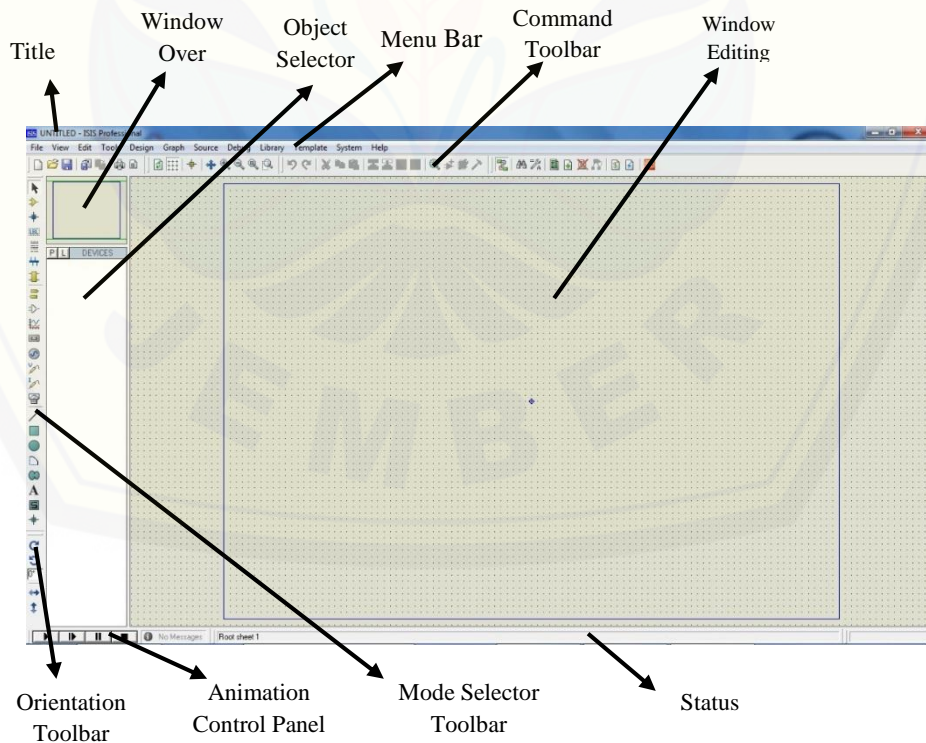 Title
Window
Over
Object
Selector
Menu Bar
Command
Toolbar
Window
Editing
UNTITLED - ISIS Professional
File View Edit Tools Design Graph Source Debug Library Template System Help
LBL
P L DEVICES
A
No Messages Root sheet 1
JEMBER
Orientation
Toolbar
Animation
Control Panel
Mode Selector
Toolbar
Status